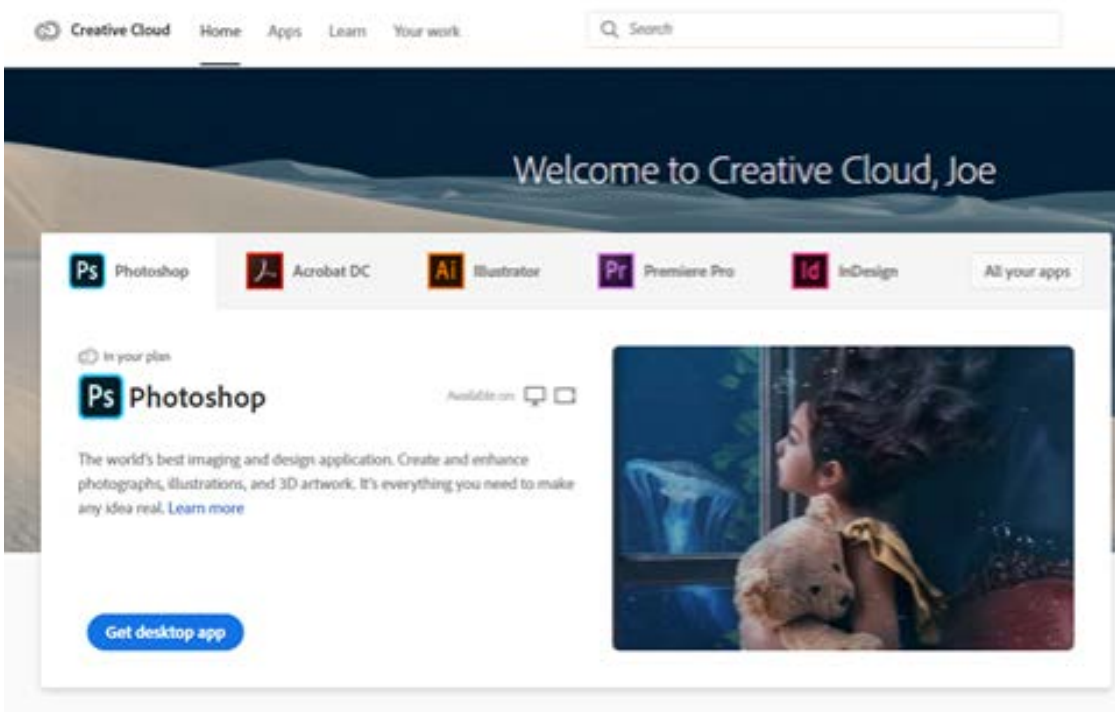 Creative Cloud Home Apps Learn Your work Search
Welcome to Creative Cloud, Joe
Ps Photoshop Acrobat DC Ai Illustrator Pr Premiere Pro Id InDesign All your apps
In your plan
Ps Photoshop Available on:
The world's best imaging and design application. Create and enhance
photographs, illustrations, and 3D artwork. It's everything you need to make
any idea real. Learn more
Get desktop app